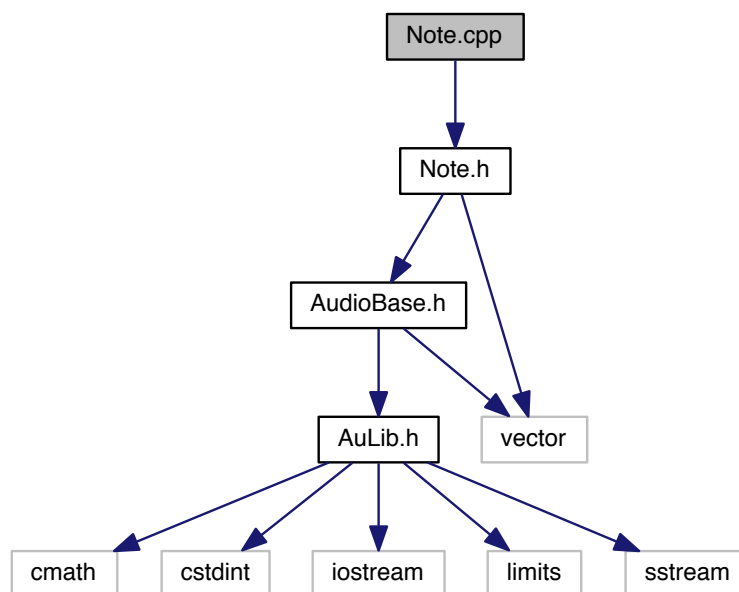 Note.cpp
Note.h
AudioBase.h
AuLib.h
vector
cmath
cstdint
iostream
limits
sstream